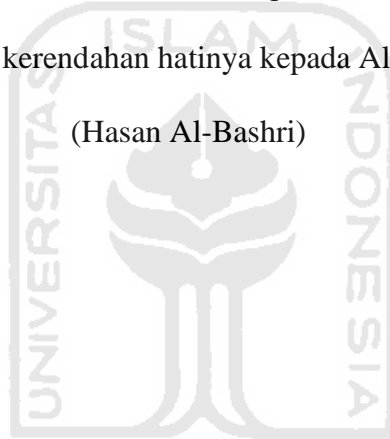 kerendahan hatinya kepada Al
(Hasan Al-Bashri)
UNIVERSITAS
ISLAM
INDONESIA